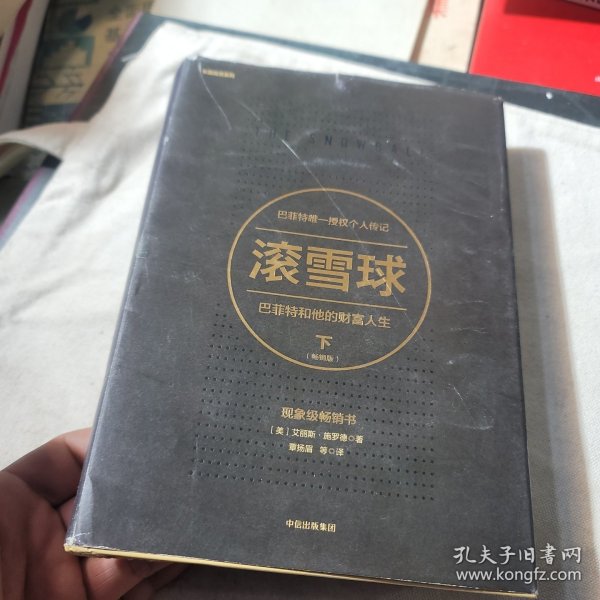 THE SNOWBALL
巴菲特唯一授权个人传记
滚雪球
巴菲特和他的财富人生
下
(畅销版)
现象级畅销书
[美]艾丽斯·施罗德◎著
覃扬眉 等◎译
中信出版集团
孔夫子旧书网
www.kongfz.com